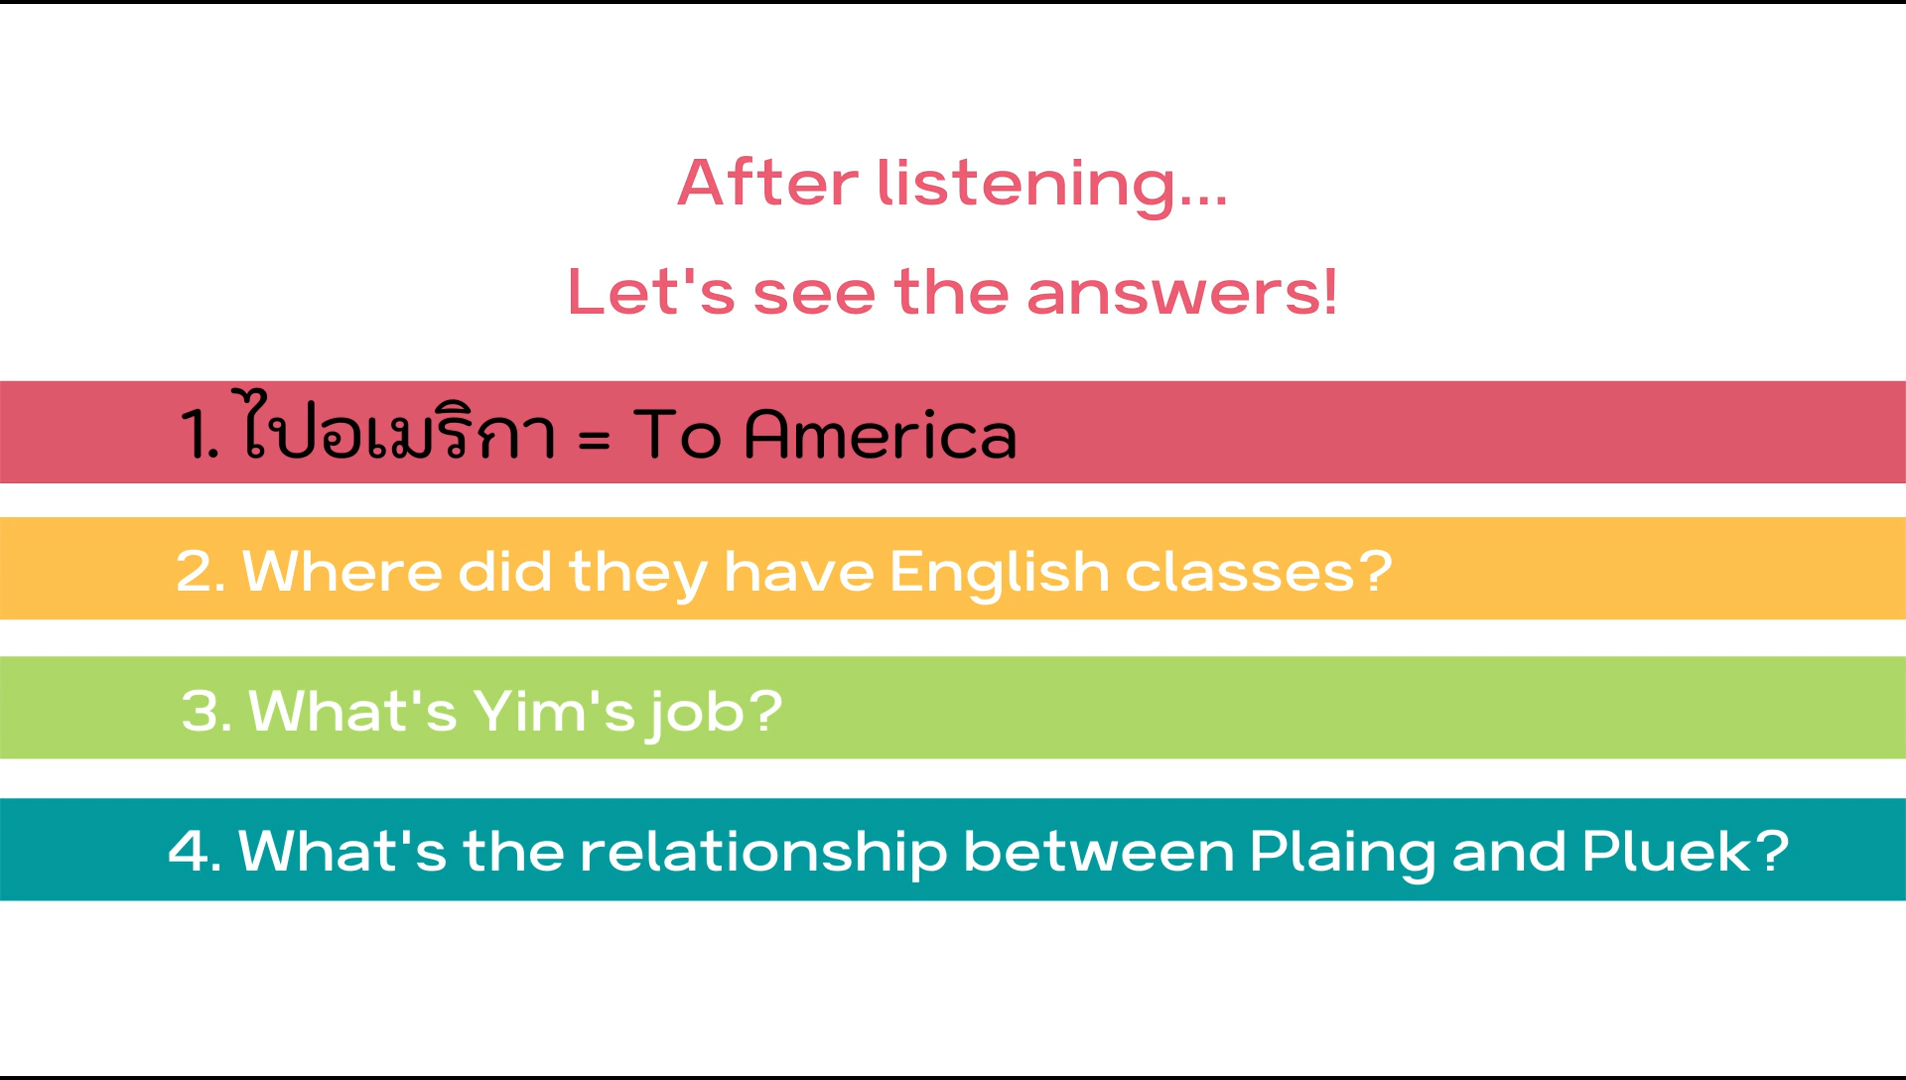 After listening...
Let's see the answers!
1. ไปอเมริกา = To America
2. Where did they have English classes?
3. What's Yim's job?
4. What's the relationship between Plaing and Pluek?